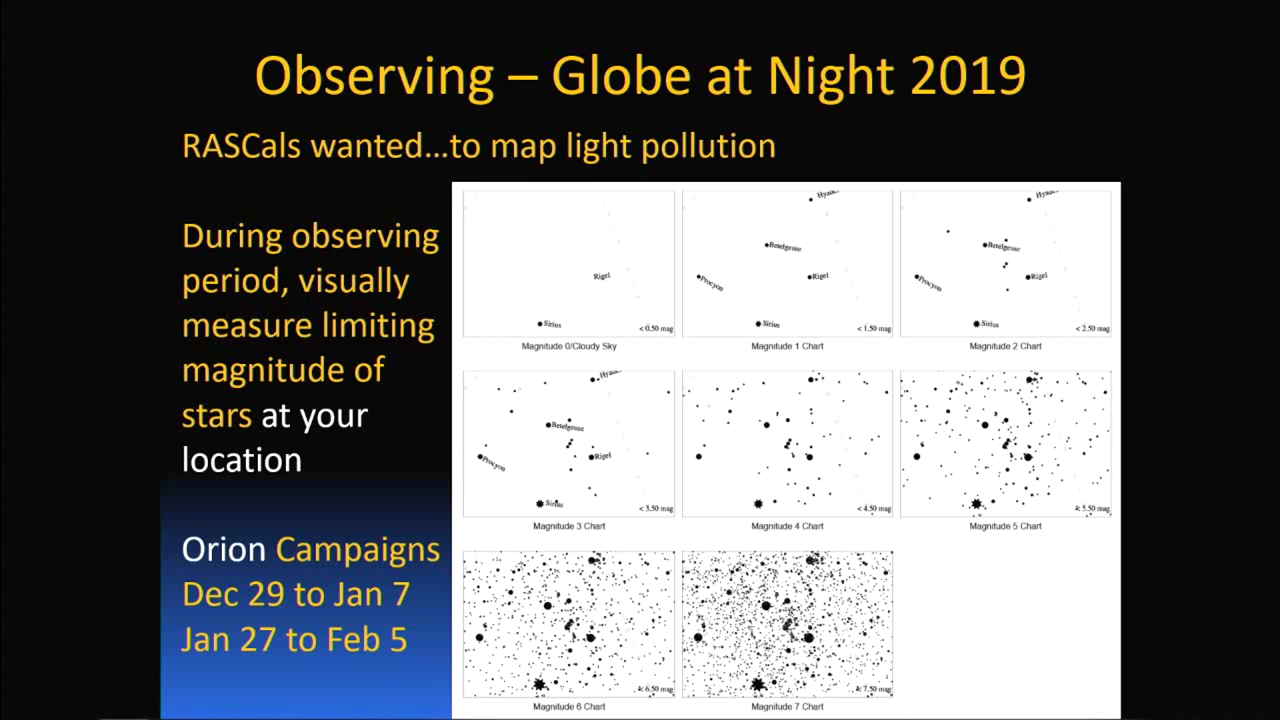 Observing – Globe at Night 2019
RASCals wanted...to map light pollution
During observing
period, visually
measure limiting
magnitude of
stars at your
location
Orion Campaigns
Dec 29 to Jan 7
Jan 27 to Feb 5
Rigel
Sirius
< 0.50 mag
Magnitude 0/Cloudy Sky
Betelgeuse
Procyon
Rigel
Sirius
< 1.50 mag
Magnitude 1 Chart
Betelgeuse
Procyon
Rigel
Sirius
< 2.50 mag
Magnitude 2 Chart
Betelgeuse
Procyon
Rigel
Sirius
< 3.50 mag
Magnitude 3 Chart
< 4.50 mag
Magnitude 4 Chart
< 5.50 mag
Magnitude 5 Chart
< 6.50 mag
Magnitude 6 Chart
< 7.50 mag
Magnitude 7 Chart